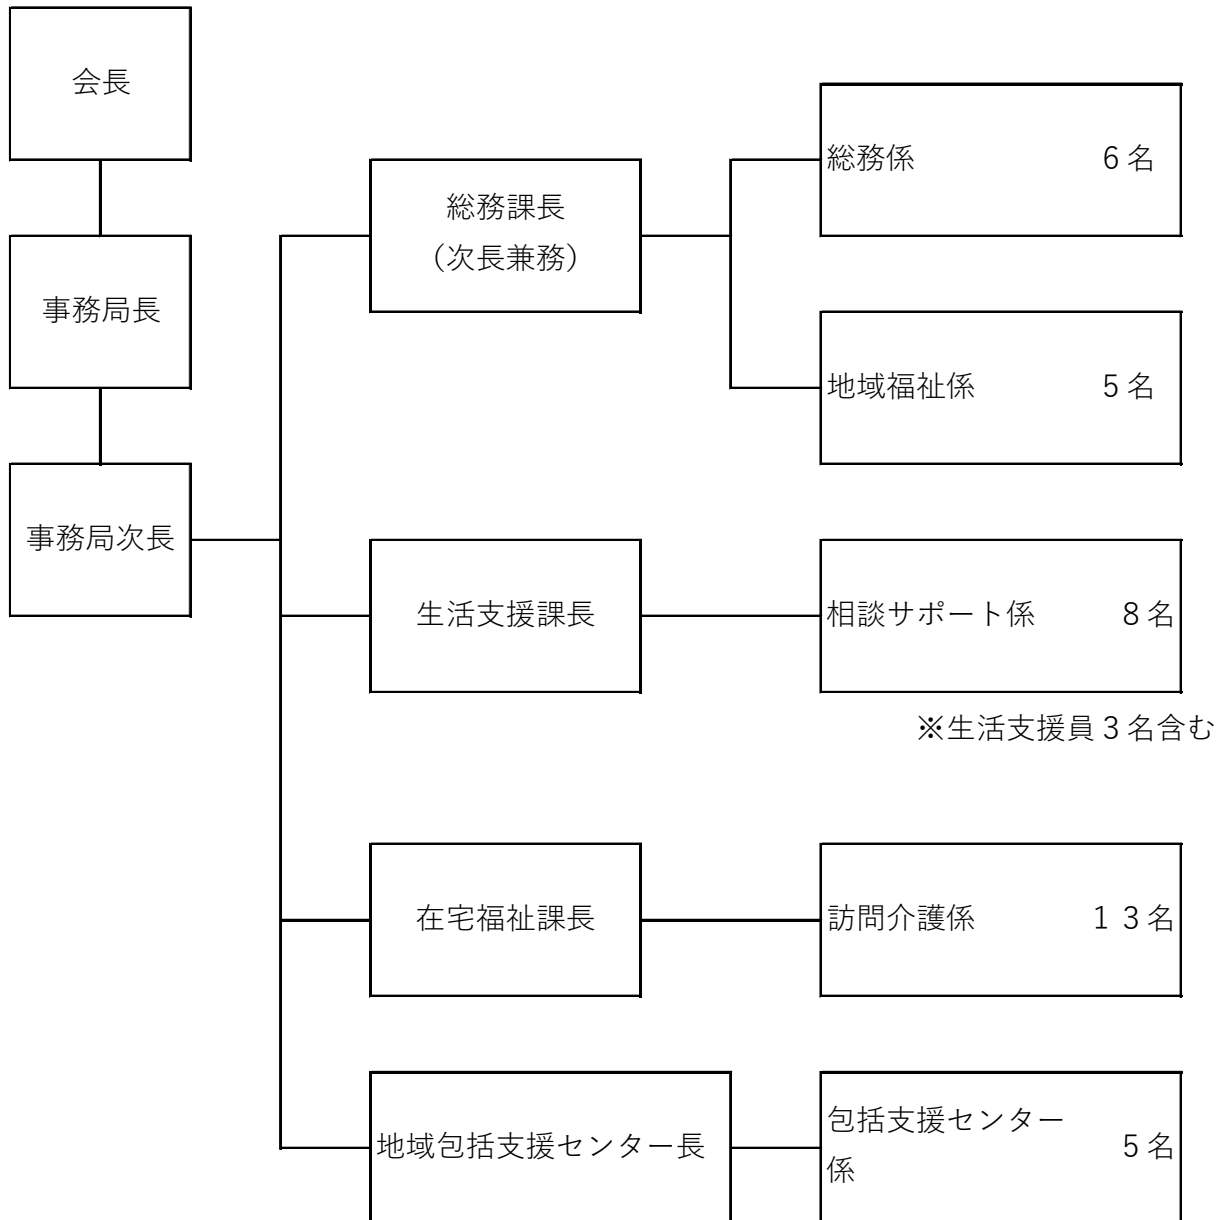 会長
事務局長
事務局次長
総務課長
（次長兼務）
総務係 6名
地域福祉係 5名
生活支援課長
相談サポート係 8名
※生活支援員3名含む
在宅福祉課長
訪問介護係 １３名
地域包括支援センター長
包括支援センター
係 5名